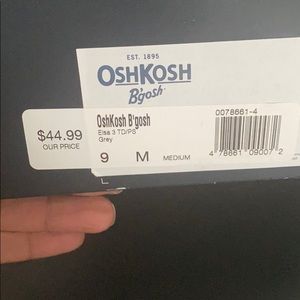 EST. 1895
OSHKOSH
B'gosh
$44.99
OUR PRICE
OshKosh B'gosh
Elsa 3 TD/PS
Grey
0078661-4
9 M MEDIUM
4 78661 09007 2